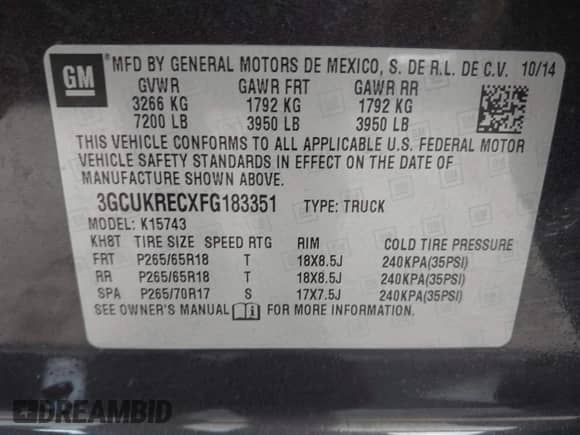 GM
MFD BY GENERAL MOTORS DE MEXICO, S. DE R.L. DE C.V. 10/14
GVWR GAWR FRT GAWR RR
3266 KG 1792 KG 1792 KG
7200 LB 3950 LB 3950 LB
THIS VEHICLE CONFORMS TO ALL APPLICABLE U.S. FEDERAL MOTOR
VEHICLE SAFETY STANDARDS IN EFFECT ON THE DATE OF
MANUFACTURE SHOWN ABOVE.
3GCUKRECXFG183351 TYPE: TRUCK
MODEL: K15743
KH8T TIRE SIZE SPEED RTG RIM COLD TIRE PRESSURE
FRT P265/65R18 T 18X8.5J 240KPA(35PSI)
RR P265/65R18 T 18X8.5J 240KPA(35PSI)
SPA P265/70R17 S 17X7.5J 240KPA(35PSI)
SEE OWNER'S MANUAL FOR MORE INFORMATION.
DREAMBID